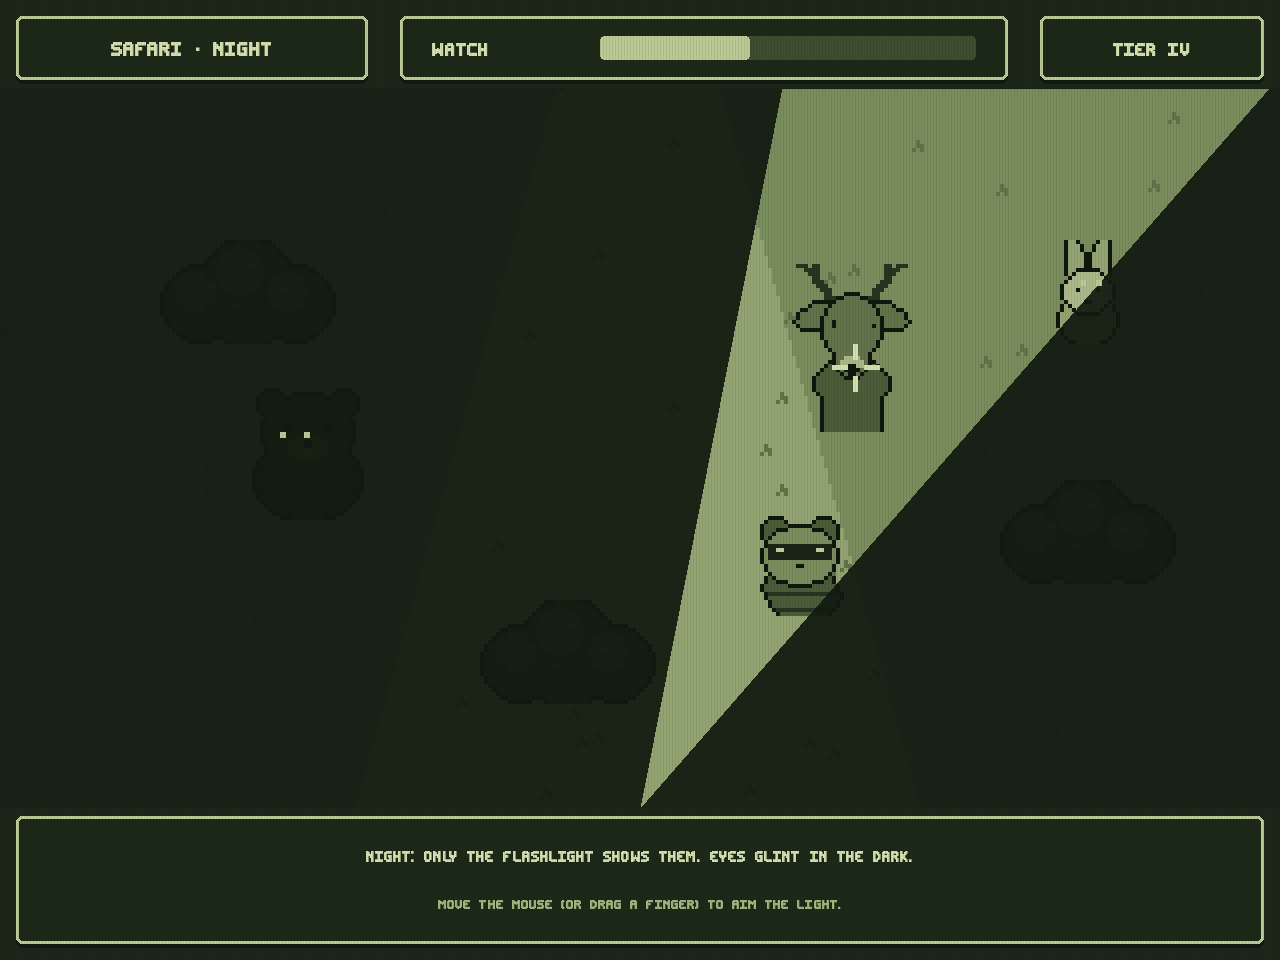 SAFARI · NIGHT
WATCH
TIER IV
NIGHT: ONLY THE FLASHLIGHT SHOWS THEM. EYES GLINT IN THE DARK.
MOVE THE MOUSE (OR DRAG A FINGER) TO AIM THE LIGHT.